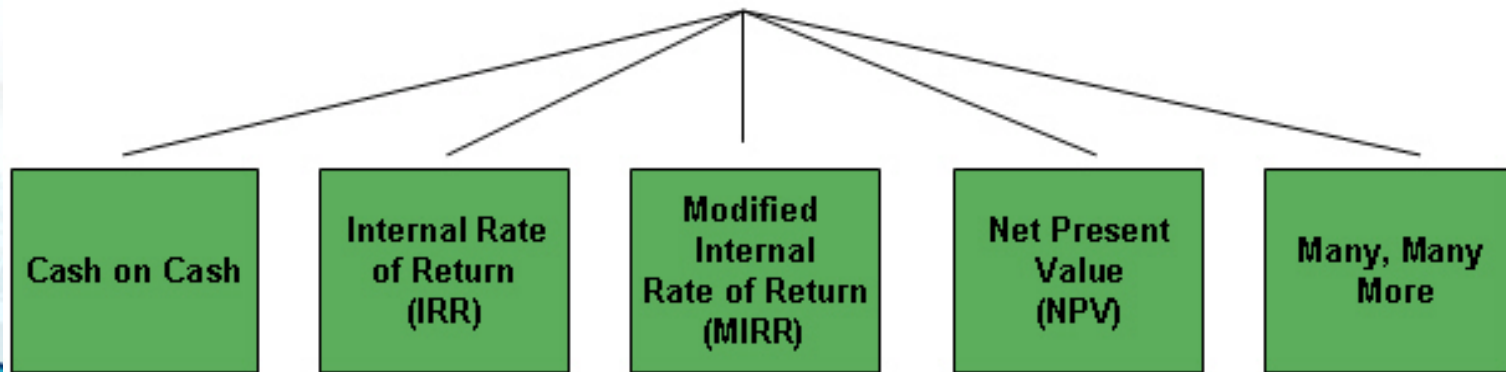 Cash on Cash
Internal Rate
of Return
(IRR)
Modified
Internal
Rate of Return
(MIRR)
Net Present
Value
(NPV)
Many, Many
More